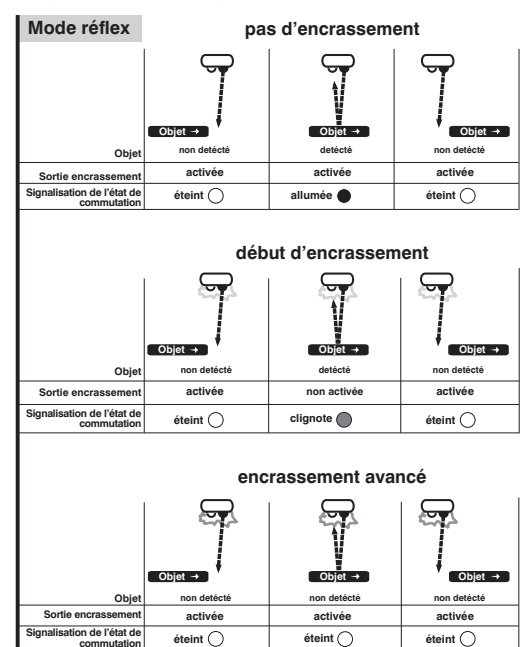 Mode réflex
pas d'encrassement
Objet → Objet → Objet →
Objet non detécté detécté non detécté
Sortie encrassement activée activée activée
Signalisation de l'état de
commutation éteint allumée éteint
début d'encrassement
Objet → Objet → Objet →
Objet non detécté detécté non detécté
Sortie encrassement activée non activée activée
Signalisation de l'état de
commutation éteint clignote éteint
encrassement avancé
Objet → Objet → Objet →
Objet non detécté non detécté non detécté
Sortie encrassement activée activée activée
Signalisation de l'état de
commutation éteint éteint éteint